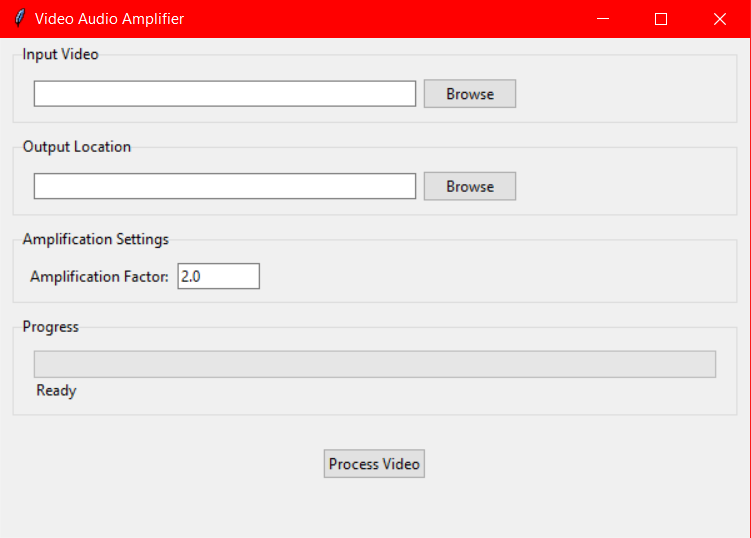 Video Audio Amplifier
Input Video
Browse
Output Location
Browse
Amplification Settings
Amplification Factor: 2.0
Progress
Ready
Process Video